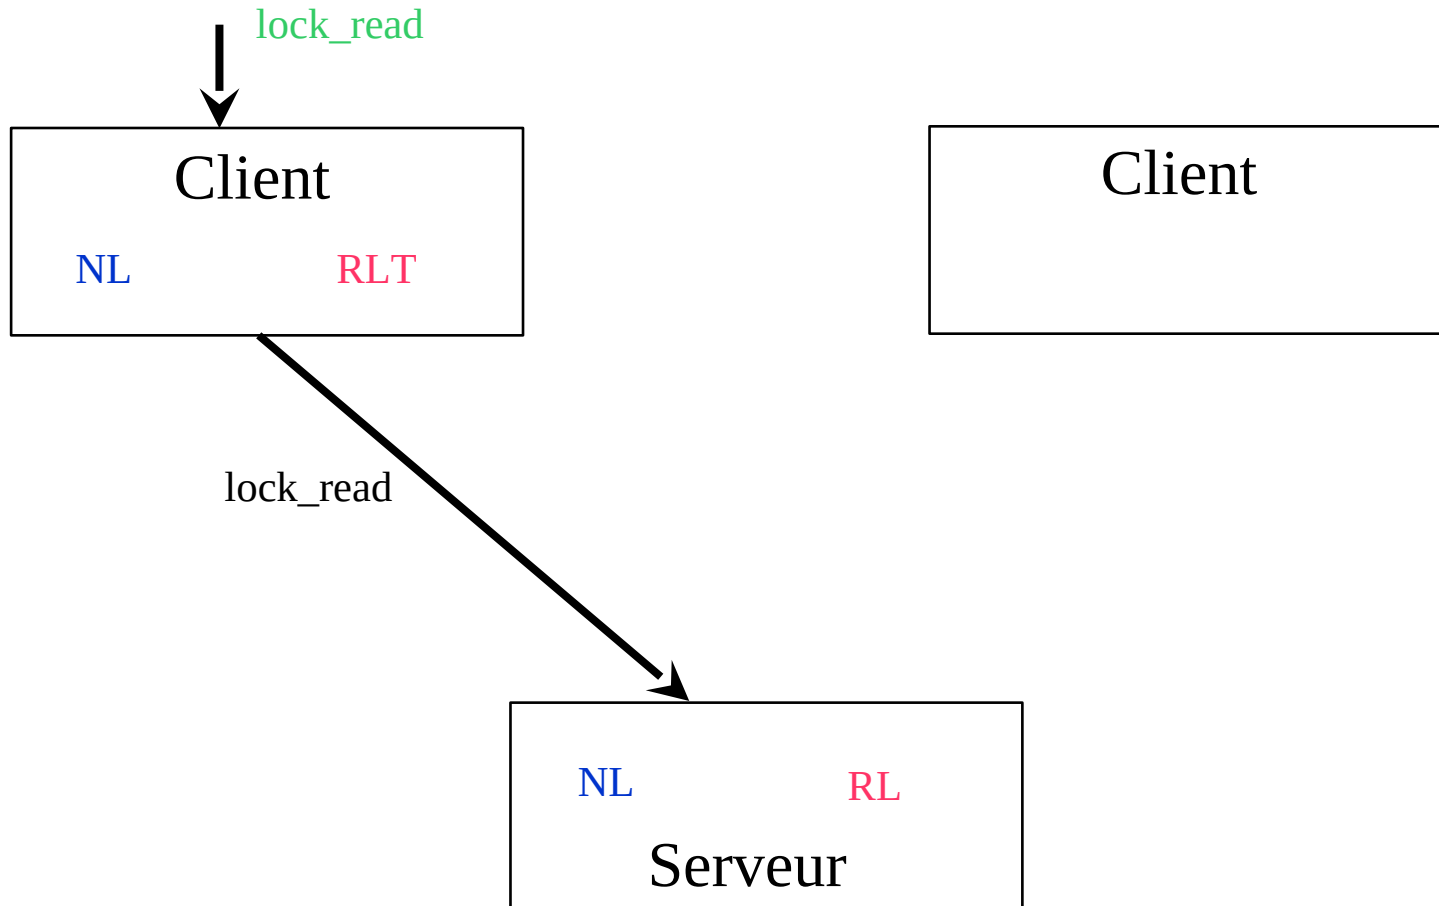 lock_read
Client
Client
NL
RLT
lock_read
NL
RL
Serveur